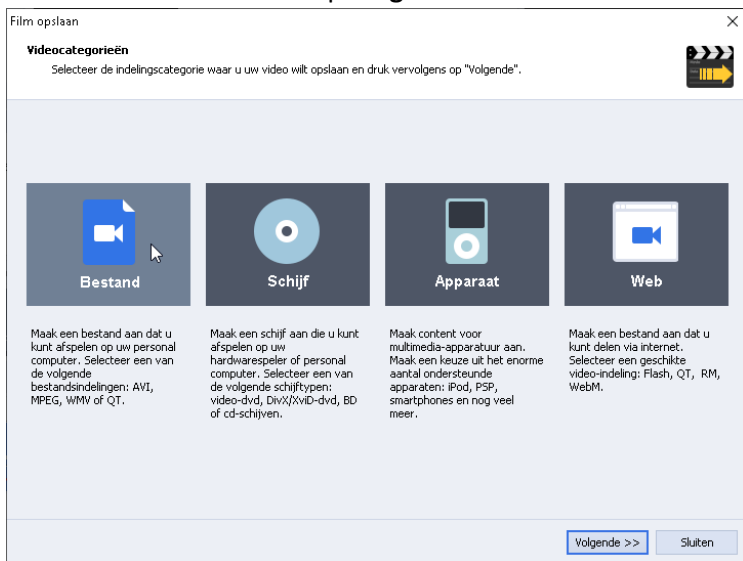 Film opslaan
Videocategorieën
Selecteer de indelingscategorie waar u uw video wilt opslaan en druk vervolgens op "Volgende".
Bestand
Schijf
Apparaat
Web
Maak een bestand aan dat u
kunt afspelen op uw personal
computer. Selecteer een van
de volgende
bestandsindelingen: AVI,
MPEG, WMV of QT.
Maak een schijf aan die u kunt
afspelen op uw
hardwarespeler of personal
computer. Selecteer een van
de volgende schijftypen:
video-dvd, DivX/XviD-dvd, BD
of cd-schijven.
Maak content voor
multimedia-apparatuur aan.
Maak een keuze uit het enorme
aantal ondersteunde
apparaten: iPod, PSP,
smartphones en nog veel
meer.
Maak een bestand aan dat u
kunt delen via internet.
Selecteer een geschikte
video-indeling: Flash, QT, RM,
WebM.
Volgende >>
Sluiten